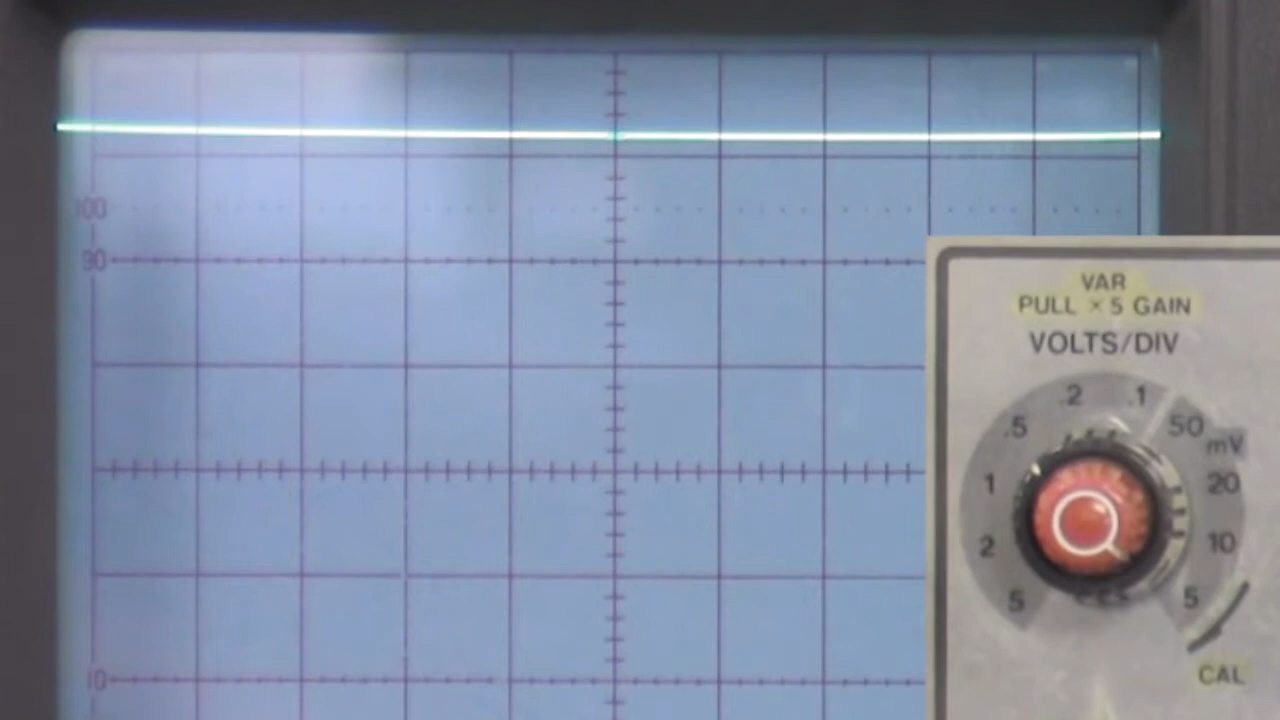 100
90
10
VAR
PULL × 5 GAIN
VOLTS/DIV
.2 .1
.5 50
mV
1 20
2 10
5 5
CAL